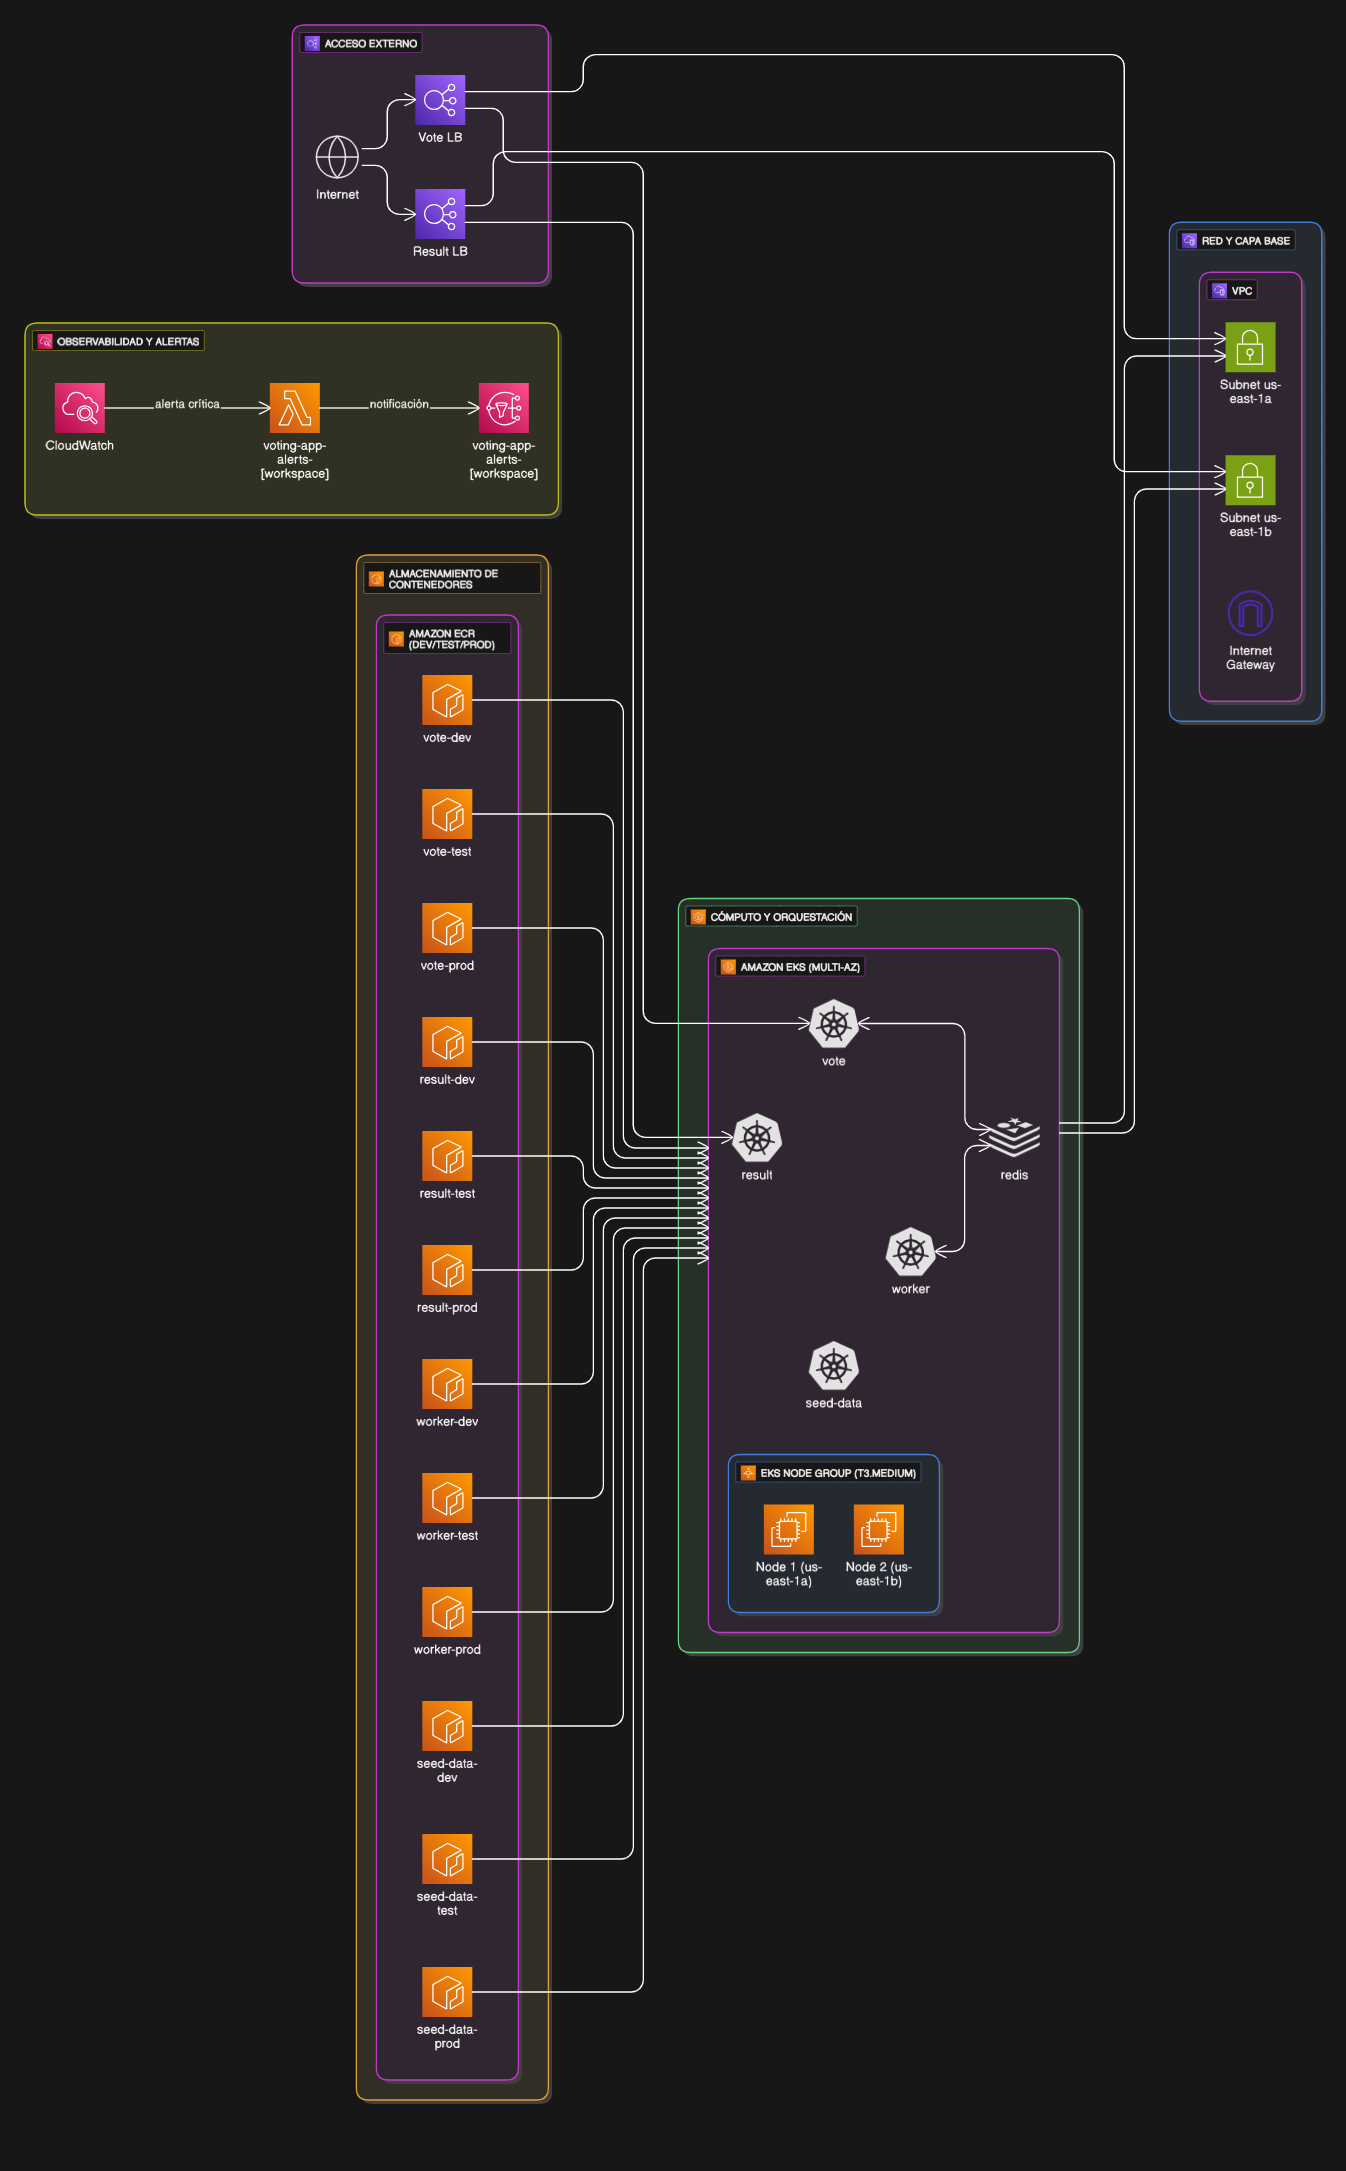 ACCESO EXTERNO
Vote LB
Internet
Result LB
RED Y CAPA BASE
VPC
Subnet us-
east-1a
Subnet us-
east-1b
Internet
Gateway
OBSERVABILIDAD Y ALERTAS
alerta crítica
notificación
CloudWatch
voting-app-
alerts-
[workspace]
voting-app-
alerts-
[workspace]
ALMACENAMIENTO DE
CONTENEDORES
AMAZON ECR
(DEV/TEST/PROD)
vote-dev
vote-test
vote-prod
result-dev
result-test
result-prod
worker-dev
worker-test
worker-prod
seed-data-
dev
seed-data-
test
seed-data-
prod
CÓMPUTO Y ORQUESTACIÓN
AMAZON EKS (MULTI-AZ)
vote
result
redis
worker
seed-data
EKS NODE GROUP (T3.MEDIUM)
Node 1 (us-
east-1a)
Node 2 (us-
east-1b)